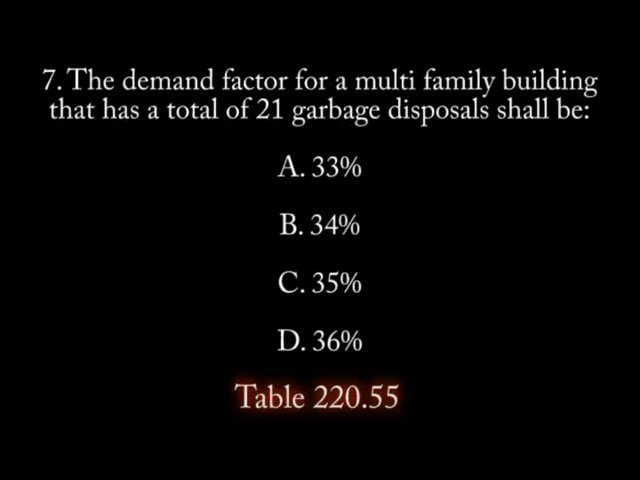 7. The demand factor for a multi family building
that has a total of 21 garbage disposals shall be:
A. 33%
B. 34%
C. 35%
D. 36%
Table 220.55